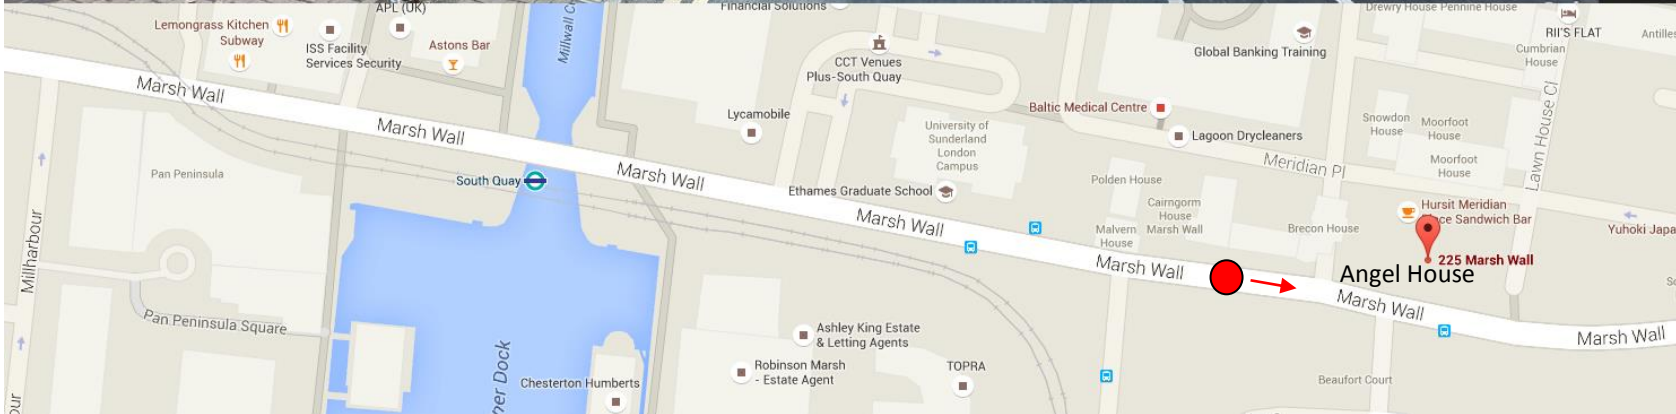 APL (UK)
Financial Solutions
Drewry House Pennine House
Lemongrass Kitchen
Subway
ISS Facility
Services Security
Astons Bar
Millwall
CCT Venues
Plus-South Quay
Global Banking Training
RII'S FLAT
Antilles
Cumbrian
House
Marsh Wall
Marsh Wall
Marsh Wall
Marsh Wall
Marsh Wall
Marsh Wall
Marsh Wall
Lycamobile
University of
Sunderland
London
Campus
Baltic Medical Centre
Lagoon Drycleaners
Meridian Pl
Snowdon
House
Moorfoot
House
Moorfoot
House
Lawn House Cl
Pan Peninsula
South Quay
Ethames Graduate School
Polden House
Cairngorm
House
Marsh Wall
Malvern
House
Brecon House
Hursit Meridian
Sandwich Bar
Yuhoki Japa
225 Marsh Wall
Angel House
Millharbour
Pan Peninsula Square
Dock
Chesterton Humberts
Ashley King Estate
& Letting Agents
Robinson Marsh
- Estate Agent
TOPRA
Beaufort Court